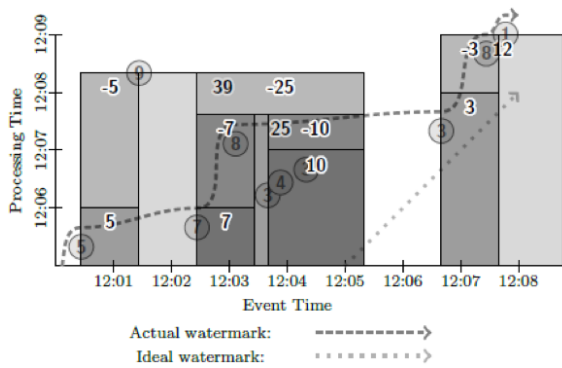 12:09
-3 12
1
8
9
-5 39 -25
12:08
3
-7 25 -10
3
8
12:07
10
3
4
12:06
5 7
7
5
Processing Time
12:01 12:02 12:03 12:04 12:05 12:06 12:07 12:08
Event Time
Actual watermark:
Ideal watermark: